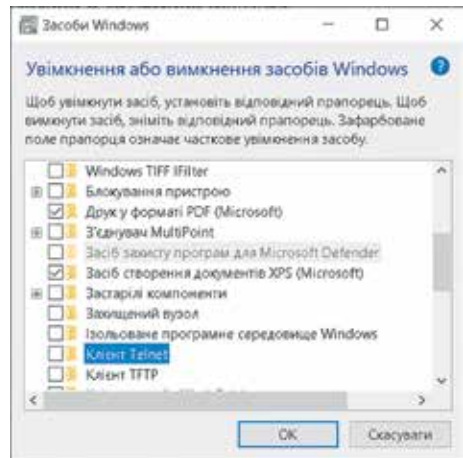 Засоби Windows
Увімкнення або вимкнення засобів Windows
Щоб увімкнути засіб, установіть відповідний прапорець. Щоб
вимкнути засіб, зніміть відповідний прапорець. Зафарбоване
поле прапорця означає часткове увімкнення засобу.
Windows TIFF IFilter
Блокування пристрою
Друк у форматі PDF (Microsoft)
З'єднувач MultiPoint
Засіб захисту програм для Microsoft Defender
Засіб створення документів XPS (Microsoft)
Застарілі компоненти
Захищений вузол
Ізольоване програмне середовище Windows
Клієнт Telnet
Клієнт TFTP
ОК
Скасувати